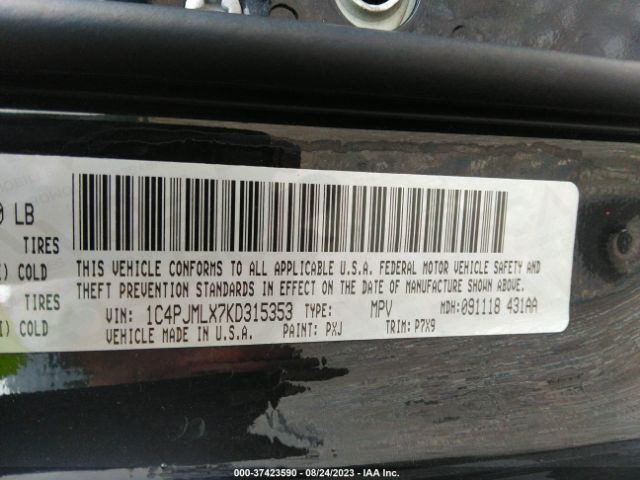 0 LB
TIRES
) COLD
TIRES
) COLD
THIS VEHICLE CONFORMS TO ALL APPLICABLE U.S.A. FEDERAL MOTOR VEHICLE SAFETY AND
THEFT PREVENTION STANDARDS IN EFFECT ON THE DATE OF MANUFACTURE SHOWN ABOVE.
VIN: 1C4PJMLX7KD315353 TYPE: MPV MDH: 091118 431AA
VEHICLE MADE IN U.S.A. PAINT: PXJ TRIM: P7X9
000-37423590 - 08/24/2023 - IAA Inc.